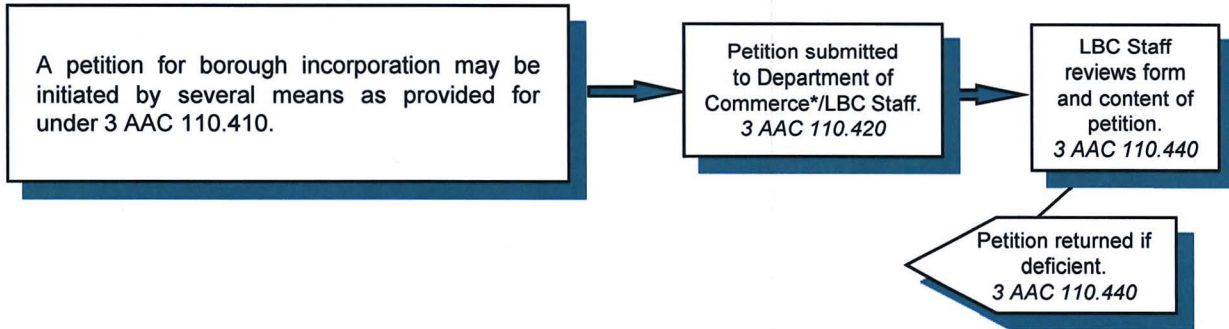 A petition for borough incorporation may be
initiated by several means as provided for
under 3 AAC 110.410.
Petition submitted
to Department of
Commerce*/LBC Staff.
3 AAC 110.420
LBC Staff
reviews form
and content of
petition.
3 AAC 110.440
Petition returned if
deficient.
3 AAC 110.440